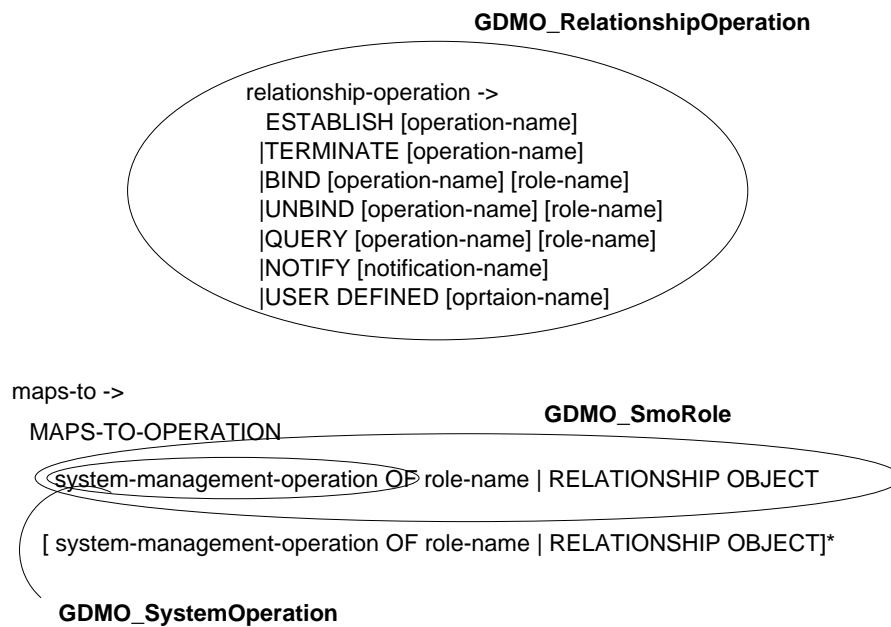 GDMO_RelationshipOperation
relationship-operation ->
ESTABLISH [operation-name]
|TERMINATE [operation-name]
|BIND [operation-name] [role-name]
|UNBIND [operation-name] [role-name]
|QUERY [operation-name] [role-name]
|NOTIFY [notification-name]
|USER DEFINED [oprtaion-name]
maps-to ->
GDMO_SmoRole
MAPS-TO-OPERATION
system-management-operation OF role-name | RELATIONSHIP OBJECT
[ system-management-operation OF role-name | RELATIONSHIP OBJECT]*
GDMO_SystemOperation